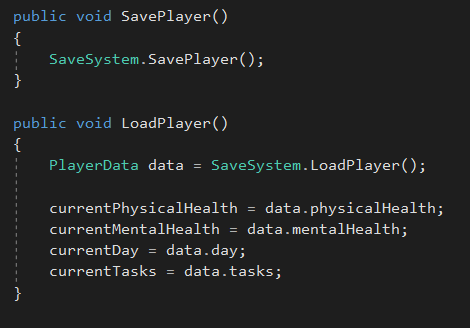 public void SavePlayer()
{
    SaveSystem.SavePlayer();
}

public void LoadPlayer()
{
    PlayerData data = SaveSystem.LoadPlayer();

    currentPhysicalHealth = data.physicalHealth;
    currentMentalHealth = data.mentalHealth;
    currentDay = data.day;
    currentTasks = data.tasks;
}